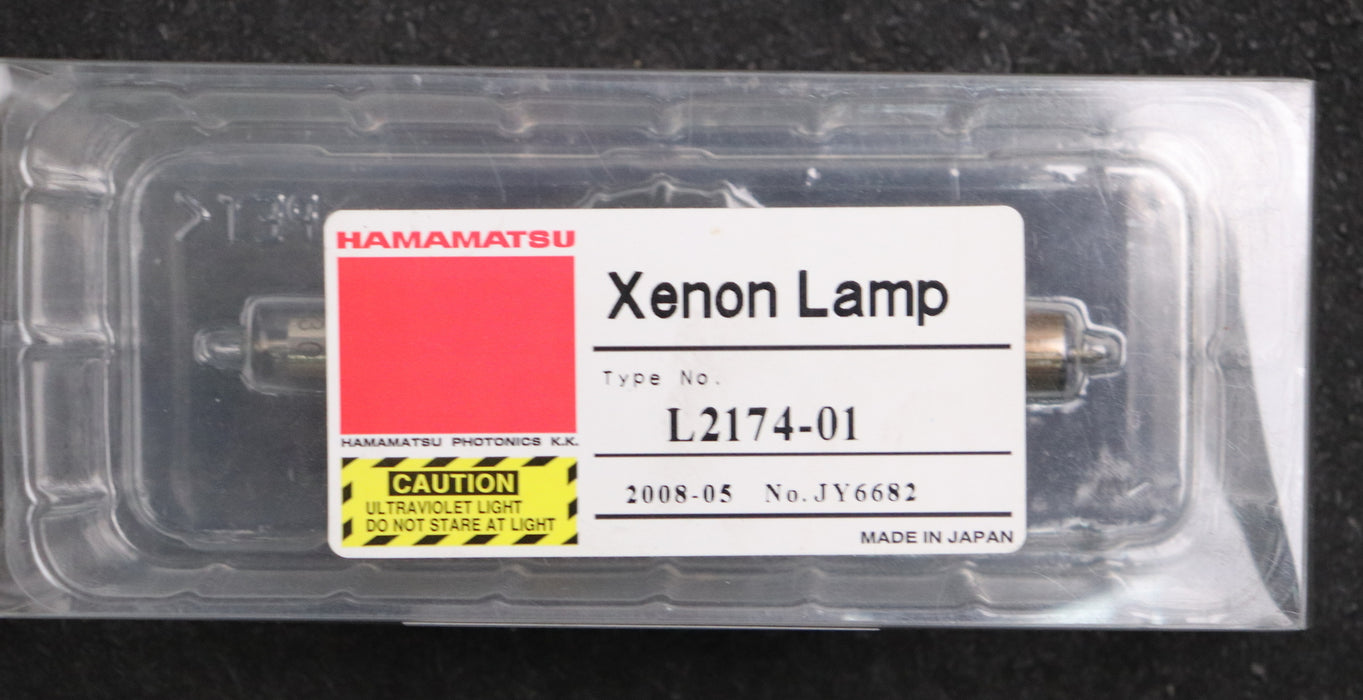 HAMAMATSU
HAMAMATSU PHOTONICS K.K.
CAUTION
ULTRAVIOLET LIGHT
DO NOT STARE AT LIGHT
Xenon Lamp
Type No.
L2174-01
2008-05 No.JY6682
MADE IN JAPAN